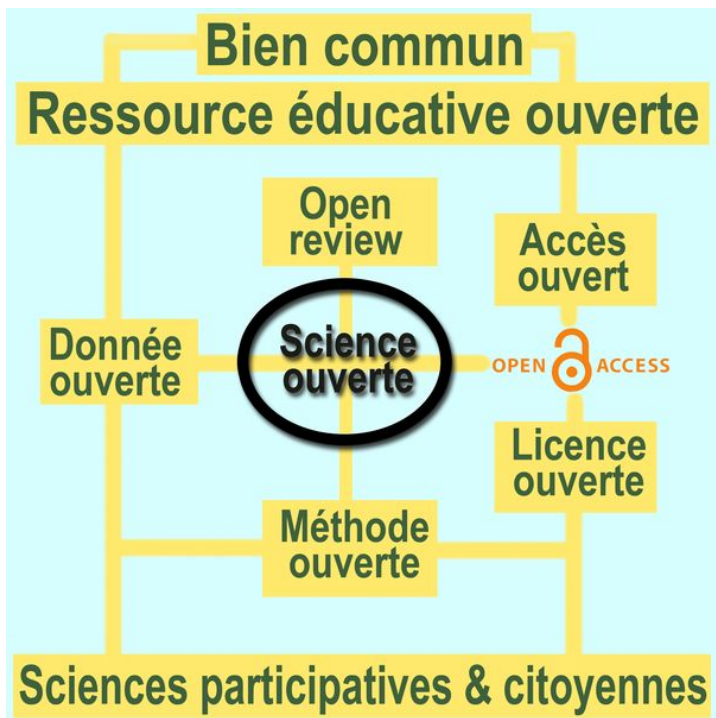 Bien commun
Ressource éducative ouverte
Open
review
Accès
ouvert
Donnée
ouverte
Science
ouverte
OPEN ACCESS
Licence
ouverte
Méthode
ouverte
Sciences participatives & citoyennes